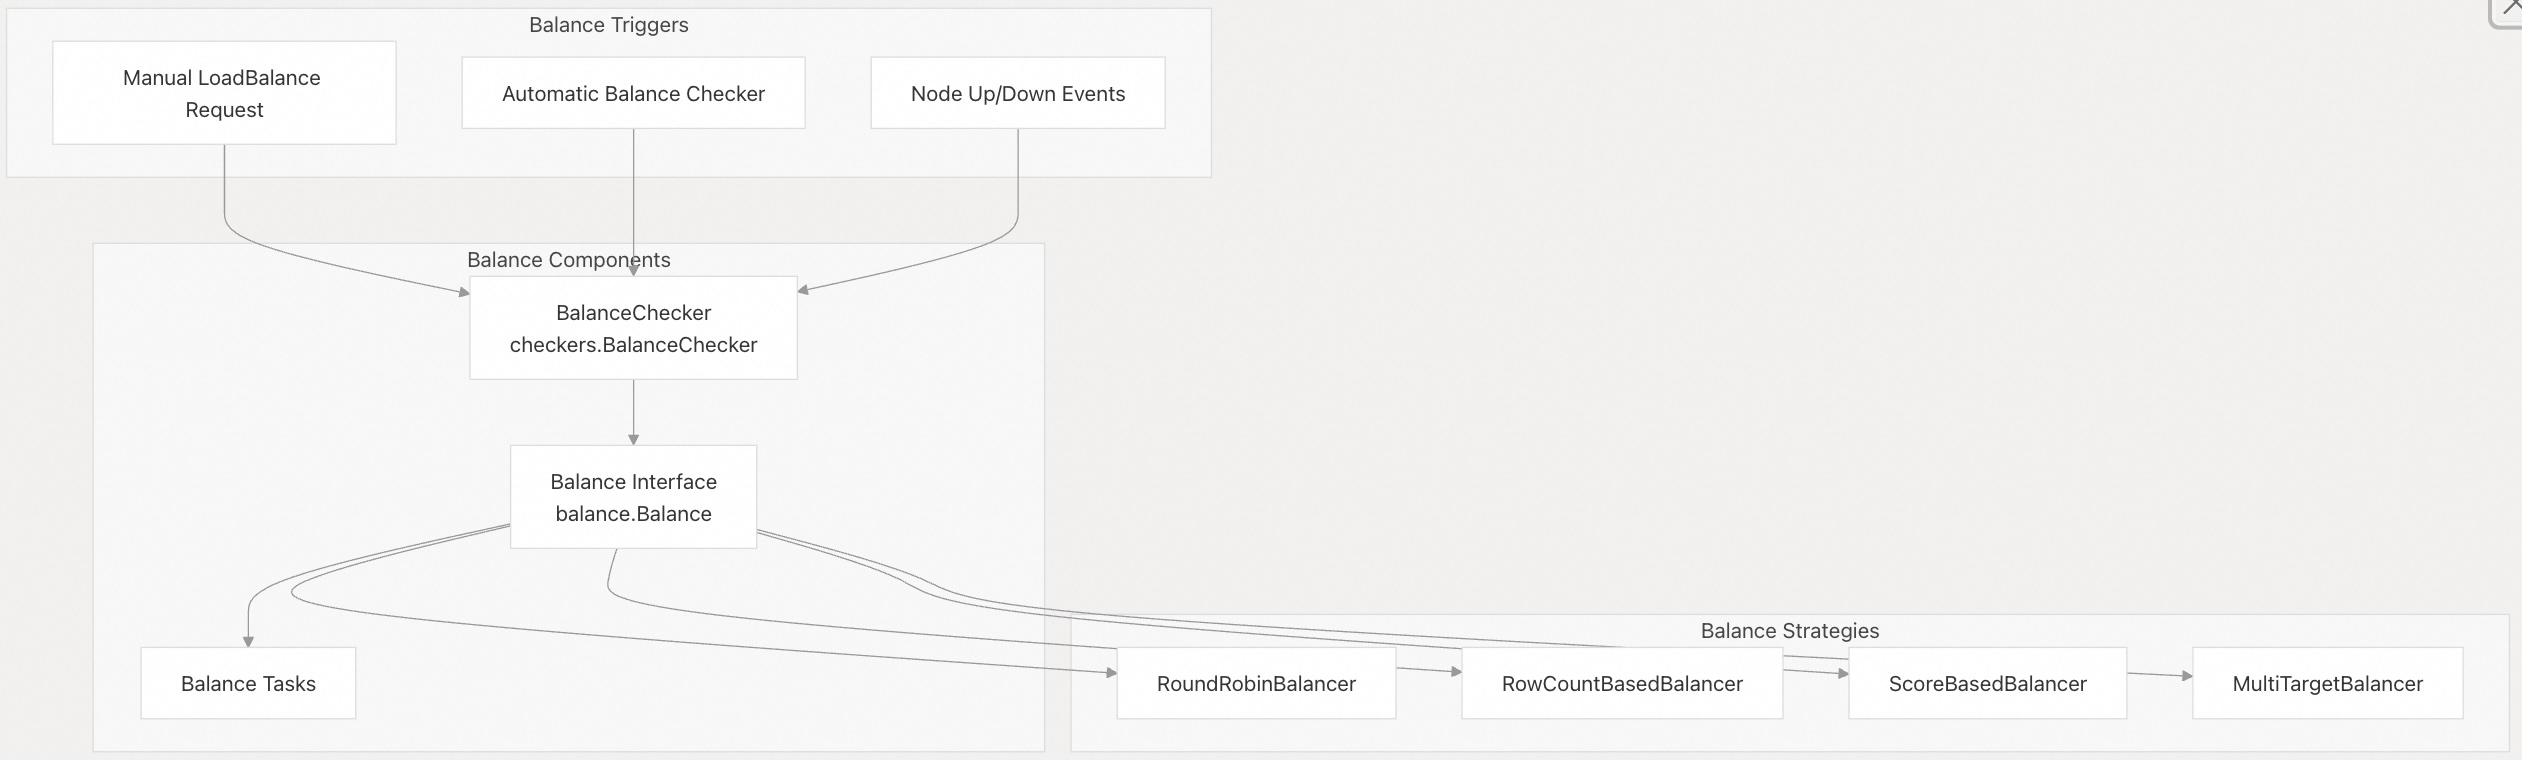 Balance Triggers
Manual LoadBalance
Request
Automatic Balance Checker
Node Up/Down Events
Balance Components
BalanceChecker
checkers.BalanceChecker
Balance Interface
balance.Balance
Balance Strategies
Balance Tasks
RoundRobinBalancer
RowCountBasedBalancer
ScoreBasedBalancer
MultiTargetBalancer